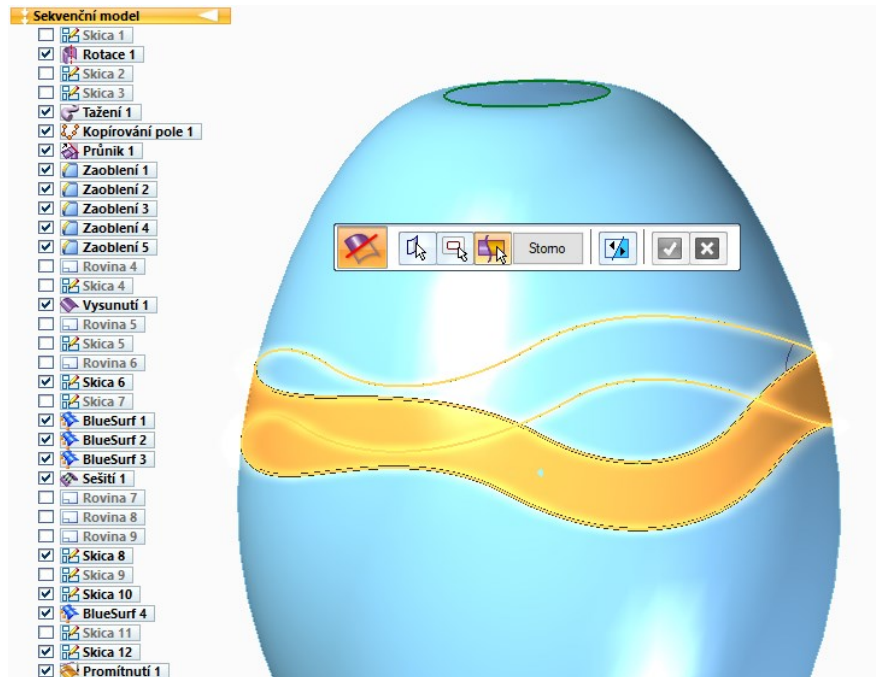 Sekvenční model
Skica 1
Rotace 1
Skica 2
Skica 3
Tažení 1
Kopírování pole 1
Průnik 1
Zaoblení 1
Zaoblení 2
Zaoblení 3
Zaoblení 4
Zaoblení 5
Rovina 4
Skica 4
Vysunutí 1
Rovina 5
Skica 5
Rovina 6
Skica 6
Skica 7
BlueSurf 1
BlueSurf 2
BlueSurf 3
Sešití 1
Rovina 7
Rovina 8
Rovina 9
Skica 8
Skica 9
Skica 10
BlueSurf 4
Skica 11
Skica 12
Promítnutí 1
Storno